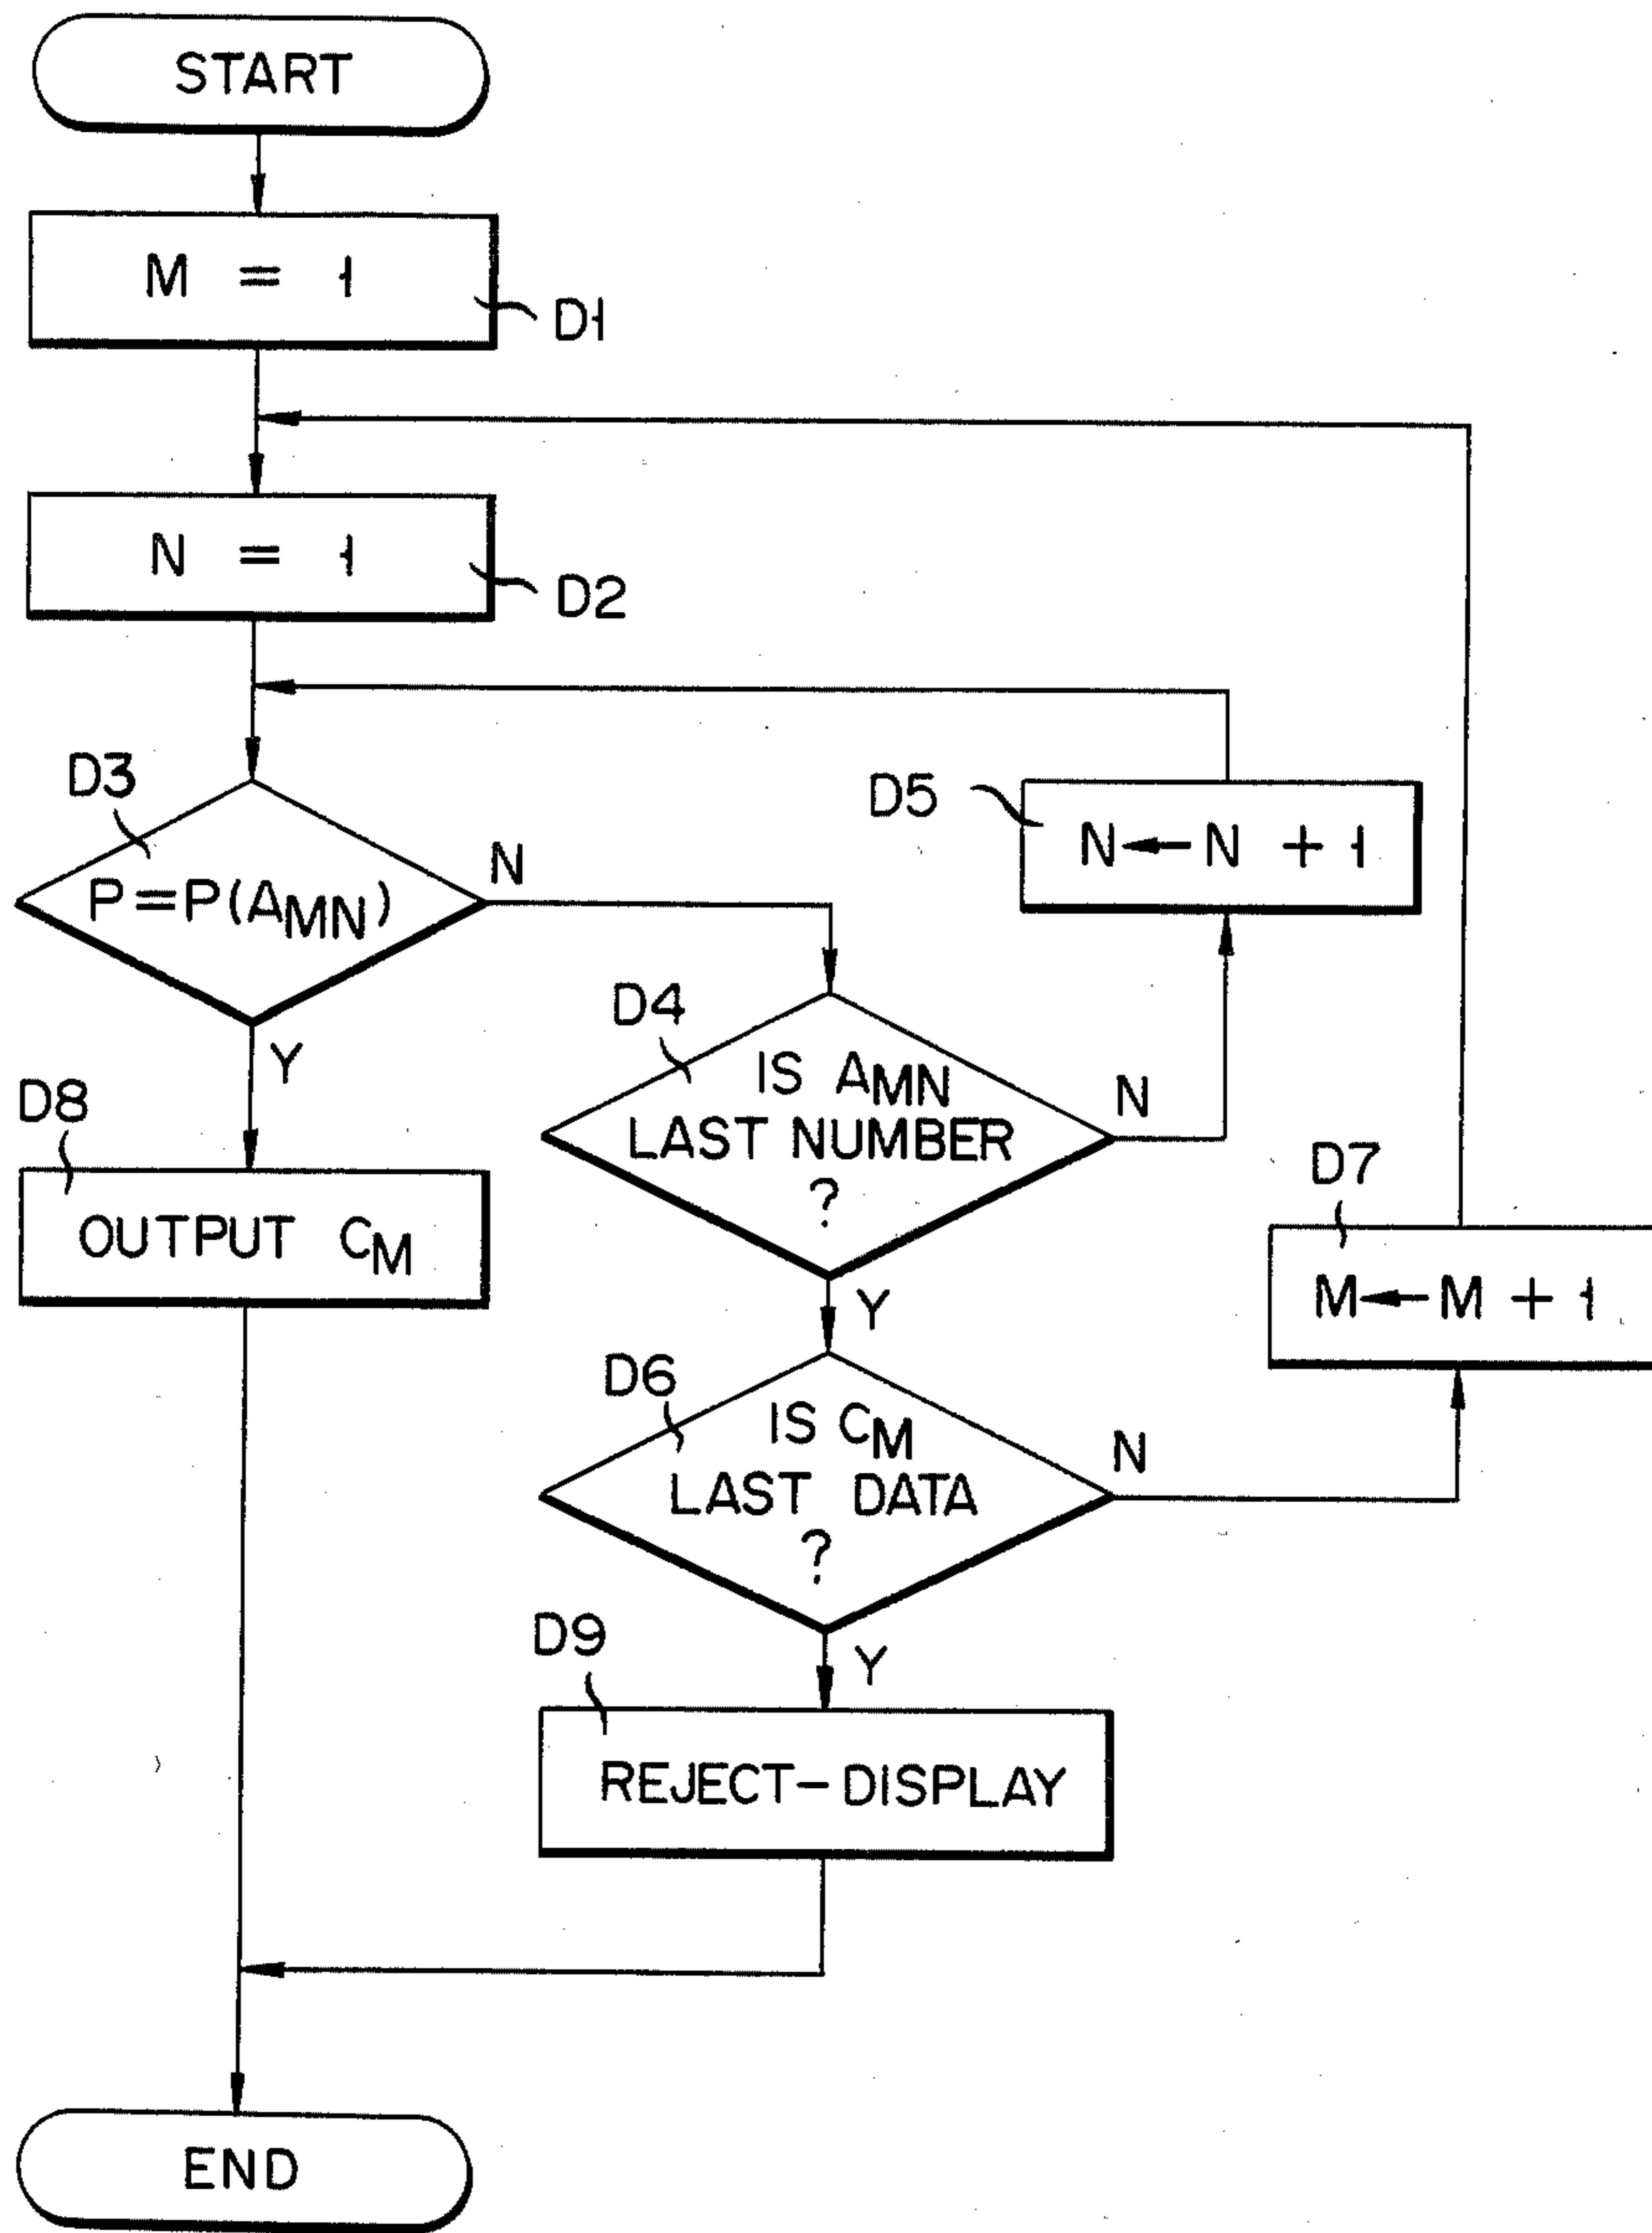 START
M = 1
D1
N = 1
D2
D3
P=P(AMN)
N
Y
D5
N←N + 1
D4
IS AMN
LAST NUMBER
?
N
Y
D8
OUTPUT CM
D7
M←M + 1
D6
IS CM
LAST DATA
?
N
Y
D9
REJECT-DISPLAY
END